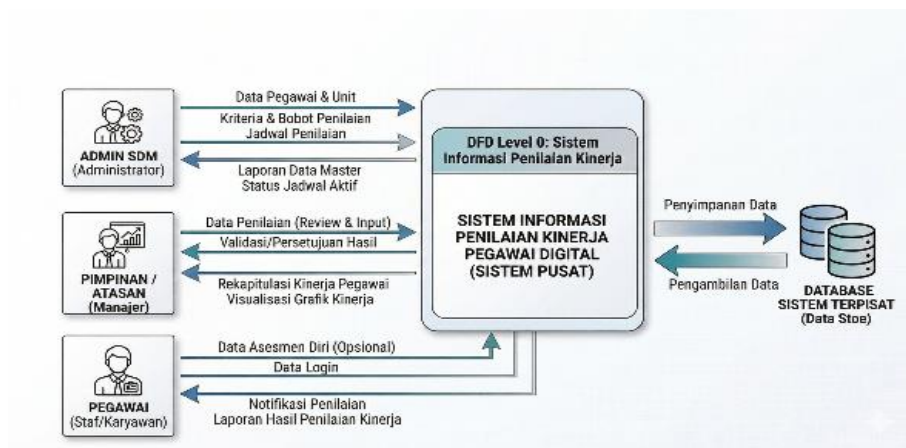 Data Pegawai & Unit
Kriteria & Bobot Penilaian
Jadwal Penilaian
Laporan Data Master
Status Jadwal Aktif
ADMIN SDM
(Administrator)
Data Penilaian (Review & Input)
Validasi/Persetujuan Hasil
Rekapitulasi Kinerja Pegawai
Visualisasi Grafik Kinerja
PIMPINAN /
ATASAN
(Manajer)
Data Asesmen Diri (Opsional)
Data Login
Notifikasi Penilaian
Laporan Hasil Penilaian Kinerja
PEGAWAI
(Staf/Karyawan)
DFD Level 0: Sistem
Informasi Penilaian Kinerja
SISTEM INFORMASI
PENILAIAN KINERJA
PEGAWAI DIGITAL
(SISTEM PUSAT)
Penyimpanan Data
Pengambilan Data
DATABASE
SISTEM TERPISAT
(Data Stoe)